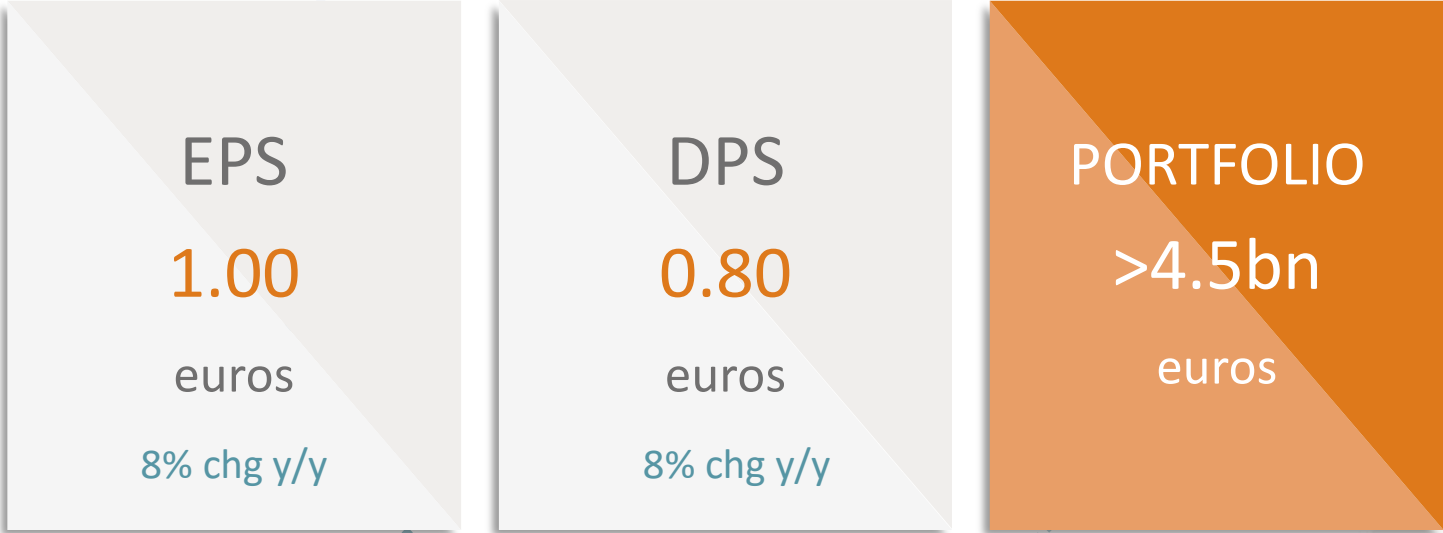 EPS
1.00
euros
8% chg y/y
DPS
0.80
euros
8% chg y/y
PORTFOLIO
>4.5bn
euros